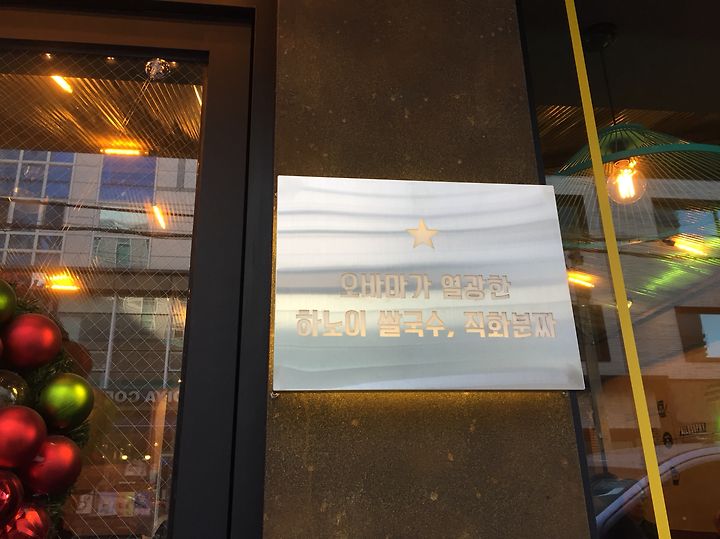 오바마가 열광한
하노이 쌀국수, 직화분짜